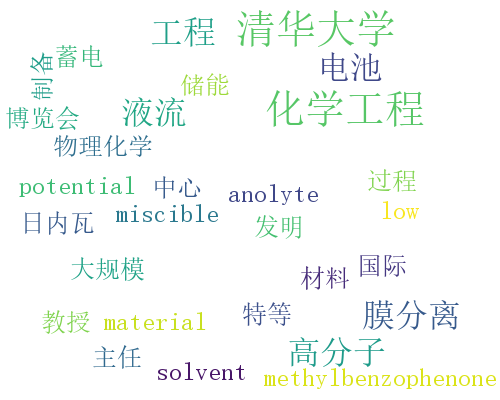 工程 清华大学
制备 蓄电 电池
储能
博览会 液流 化学工程
物理化学
potential 中心 anolyte 过程
日内瓦 miscible 发明 low
大规模 材料 国际
教授 material 特等 膜分离
主任 solvent 高分子
methylbenzophenone